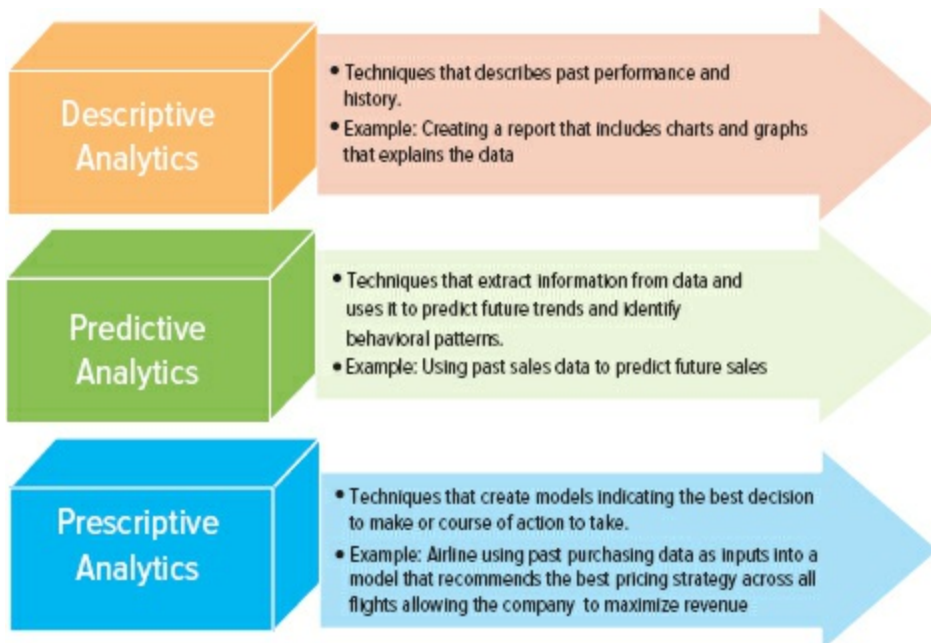 Descriptive
Analytics
• Techniques that describes past performance and
history.
• Example: Creating a report that includes charts and graphs
that explains the data
Predictive
Analytics
• Techniques that extract information from data and
uses it to predict future trends and identify
behavioral patterns.
• Example: Using past sales data to predict future sales
Prescriptive
Analytics
• Techniques that create models indicating the best decision
to make or course of action to take.
• Example: Airline using past purchasing data as inputs into a
model that recommends the best pricing strategy across all
flights allowing the company to maximize revenue